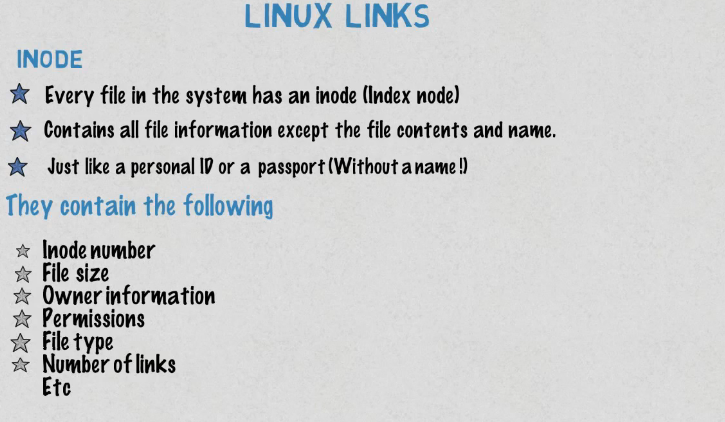 LINUX LINKS
INODE
Every file in the system has an inode (Index node)
Contains all file information except the file contents and name.
Just like a personal ID or a passport (Without a name!)
They contain the following
Inode number
File size
Owner information
Permissions
File type
Number of links
Etc